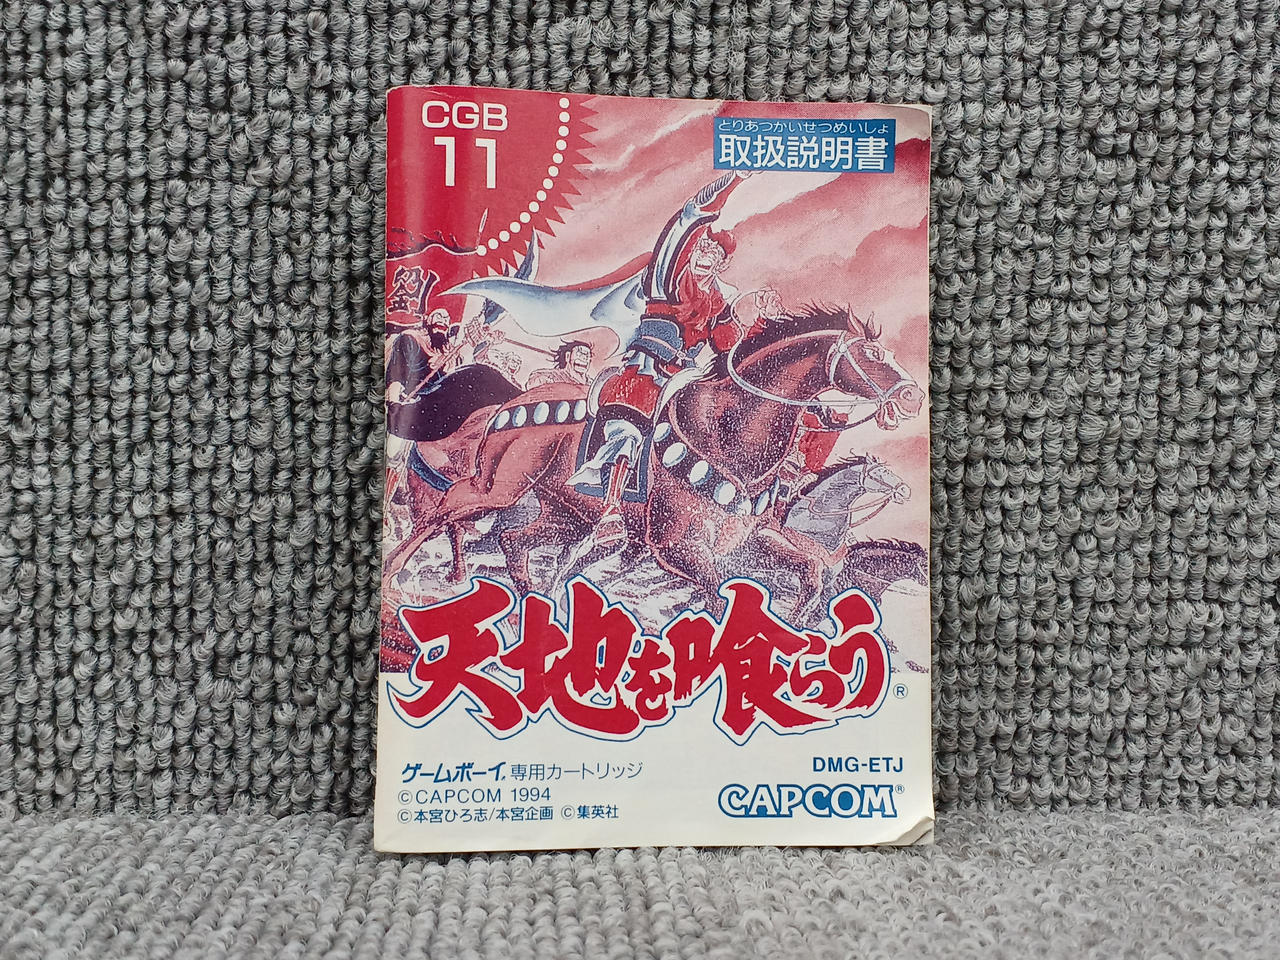 CGB
11
とりあつかいせつめいしょ
取扱説明書
劉
天地を喰らう®
ゲームボーイ専用カートリッジ
DMG-ETJ
©CAPCOM 1994
©本宮ひろ志/本宮企画 ©集英社
CAPCOM®